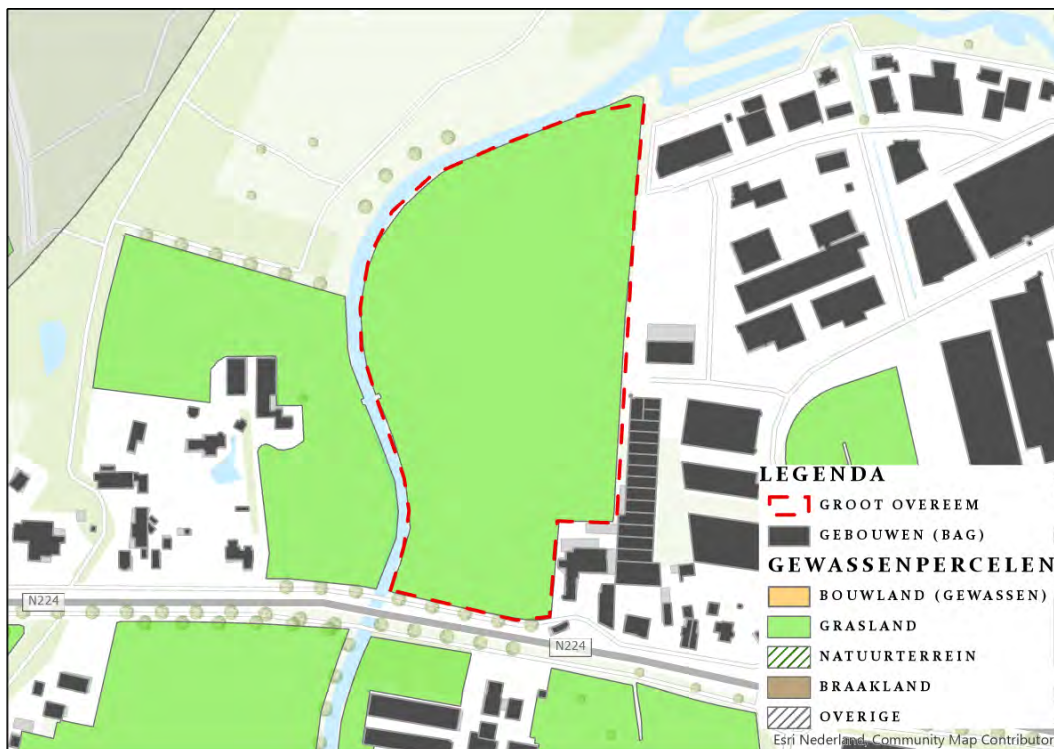 N224
N224
LEGENDA
GROOT OVEREEM
GEBOUWEN (BAG)
GEWASSENPERCELEN
BOUWLAND (GEWASSEN)
GRASLAND
NATUURTERREIN
BRAAKLAND
OVERIGE
Esri Nederland, Community Map Contributor